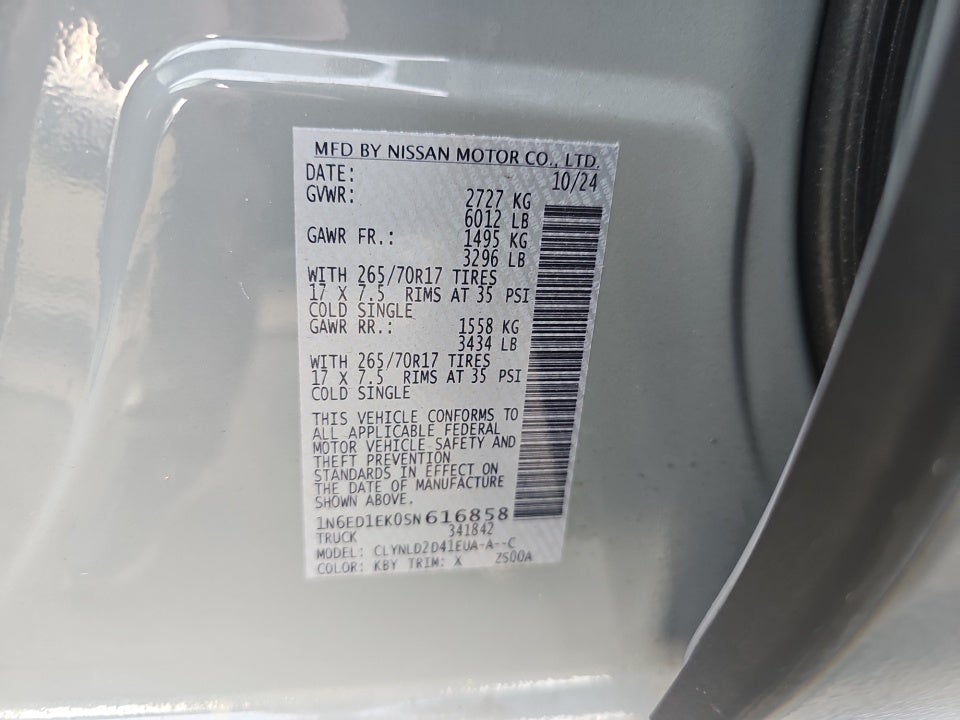 MFD BY NISSAN MOTOR CO., LTD.
DATE: 10/24
GVWR: 2727 KG
6012 LB
GAWR FR.: 1495 KG
3296 LB
WITH 265/70R17 TIRES
17 X 7.5 RIMS AT 35 PSI
COLD SINGLE
GAWR RR.: 1558 KG
3434 LB
WITH 265/70R17 TIRES
17 X 7.5 RIMS AT 35 PSI
COLD SINGLE
THIS VEHICLE CONFORMS TO
ALL APPLICABLE FEDERAL
MOTOR VEHICLE SAFETY AND
THEFT PREVENTION
STANDARDS IN EFFECT ON
THE DATE OF MANUFACTURE
SHOWN ABOVE.
1N6ED1EK0SN616858
TRUCK 341842
MODEL: CLYNLD2D41EUA-A--C
COLOR: KBY TRIM: X 2S00A